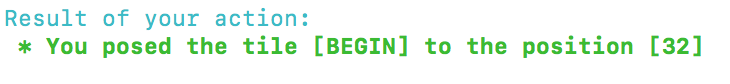 Result of your action:
* You posed the tile [BEGIN] to the position [32]